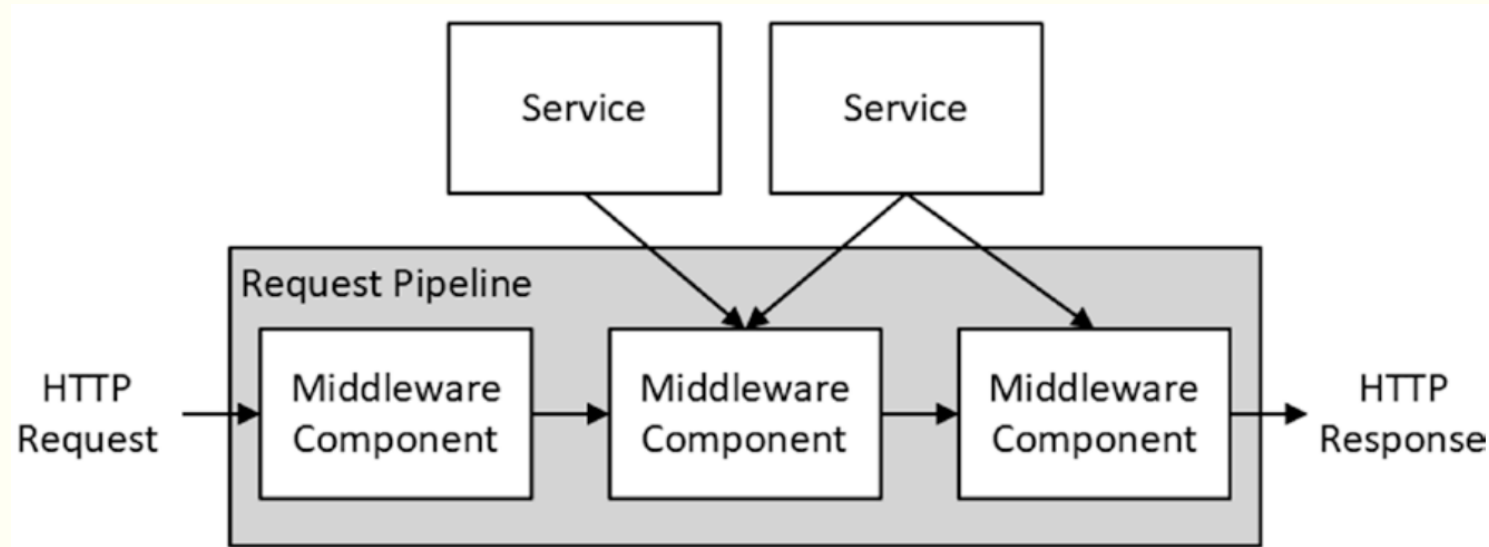 Service
Service
Request Pipeline
HTTP
Request
Middleware
Component
Middleware
Component
Middleware
Component
HTTP
Response